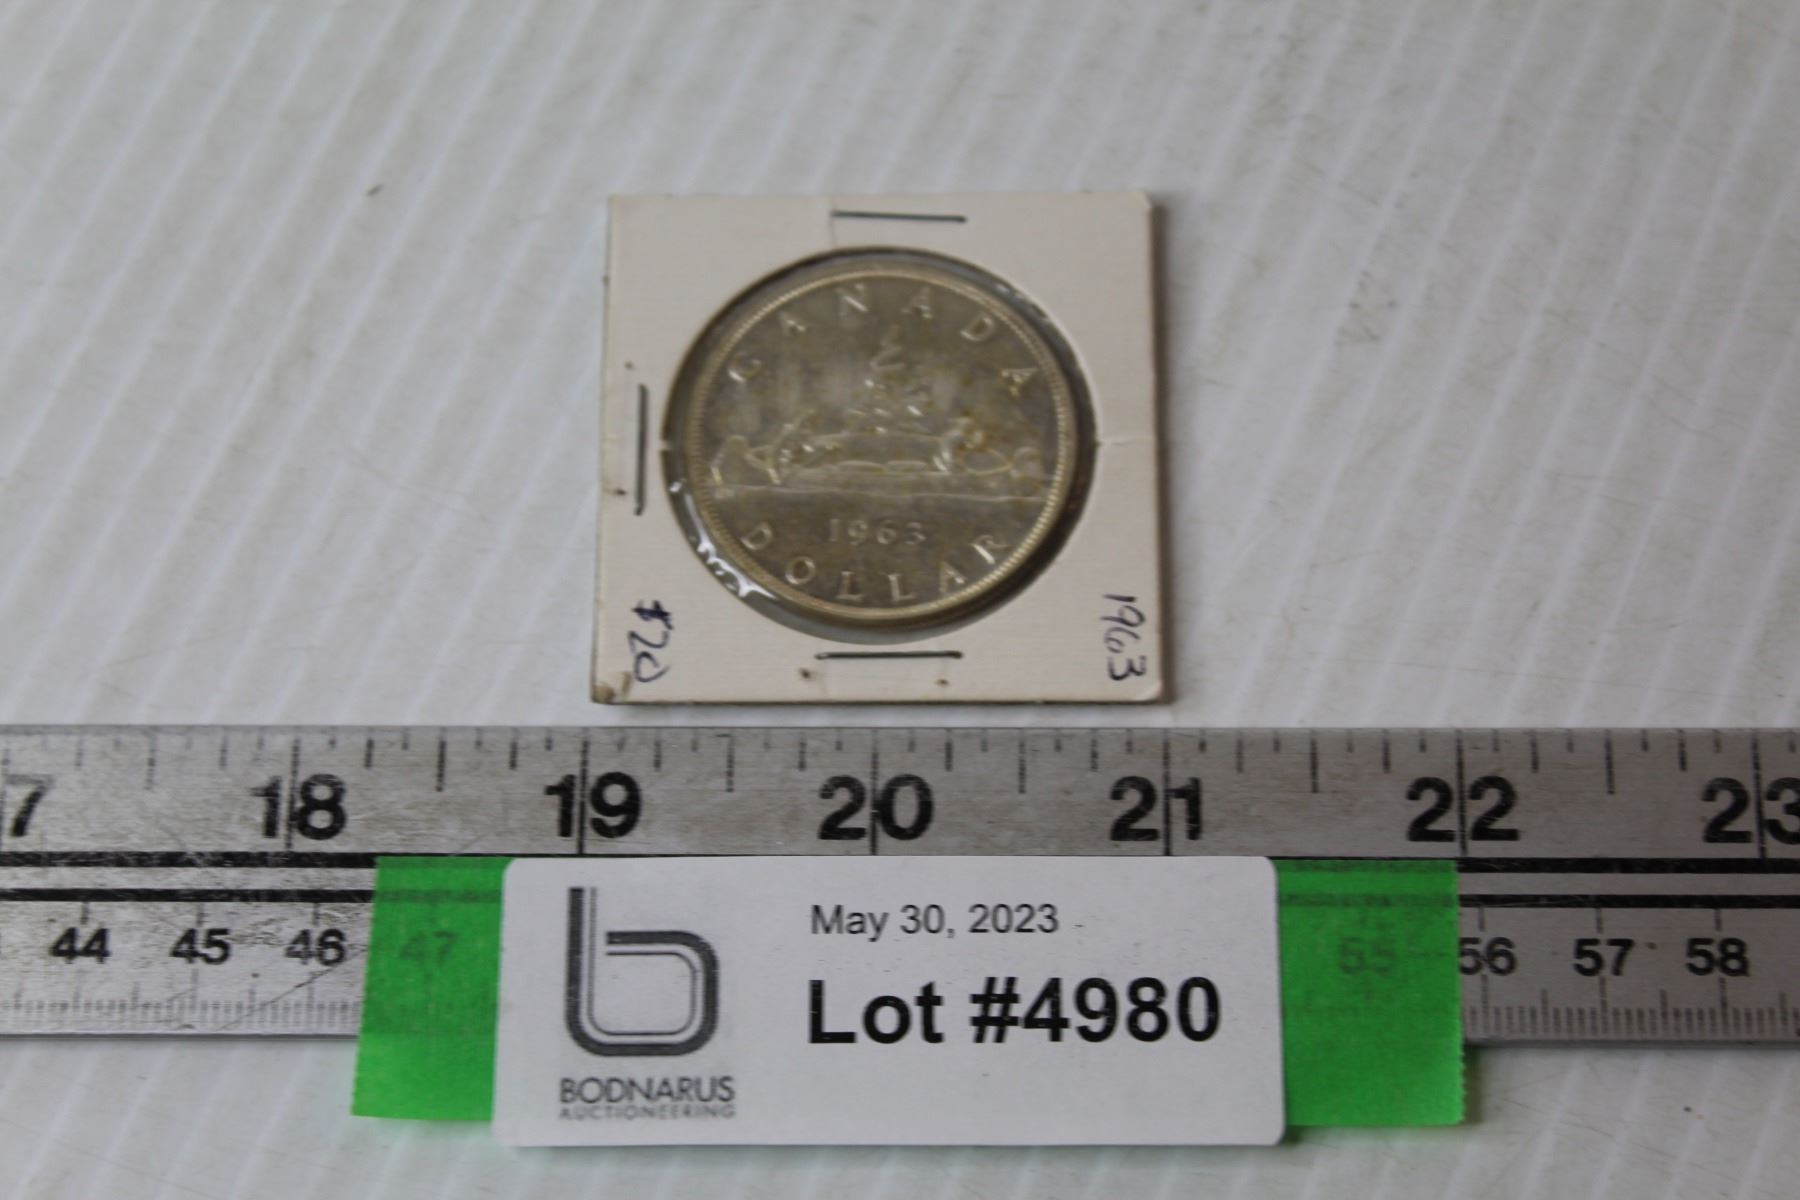 CANADA
1963
DOLLAR
$20
1963
7 18 19 20 21 22 23
44 45 46 47 55 56 57 58
May 30, 2023
Lot #4980
BODNARUS
AUCTIONEERING